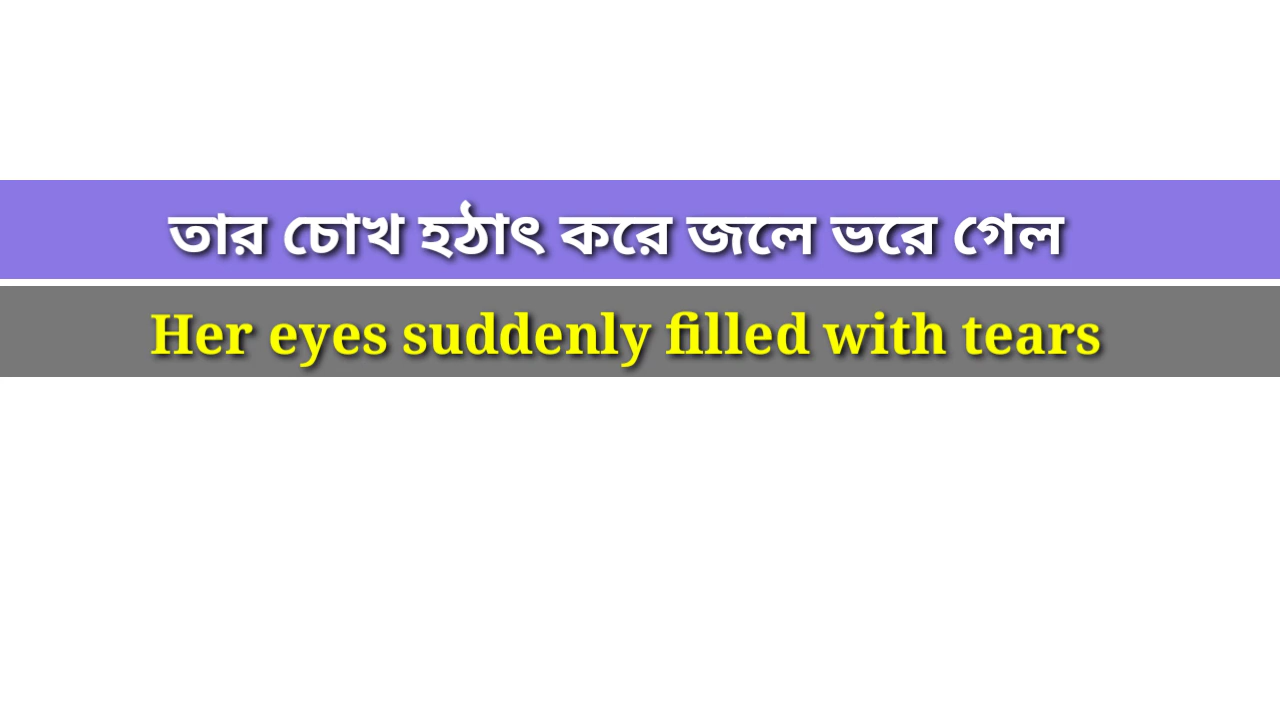 তার চোখ হঠাৎ করে জলে ভরে গেল
Her eyes suddenly filled with tears